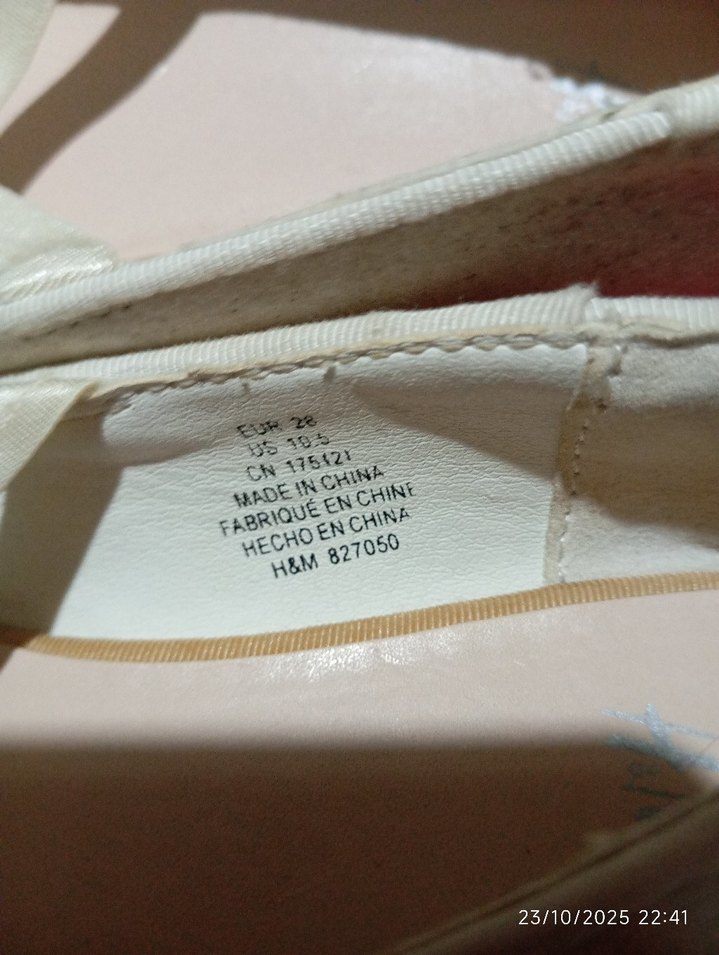 EUR 28
US 10.5
CN 175(2)
MADE IN CHINA
FABRIQUÉ EN CHINE
HECHO EN CHINA
H&M 827050
23/10/2025 22:41